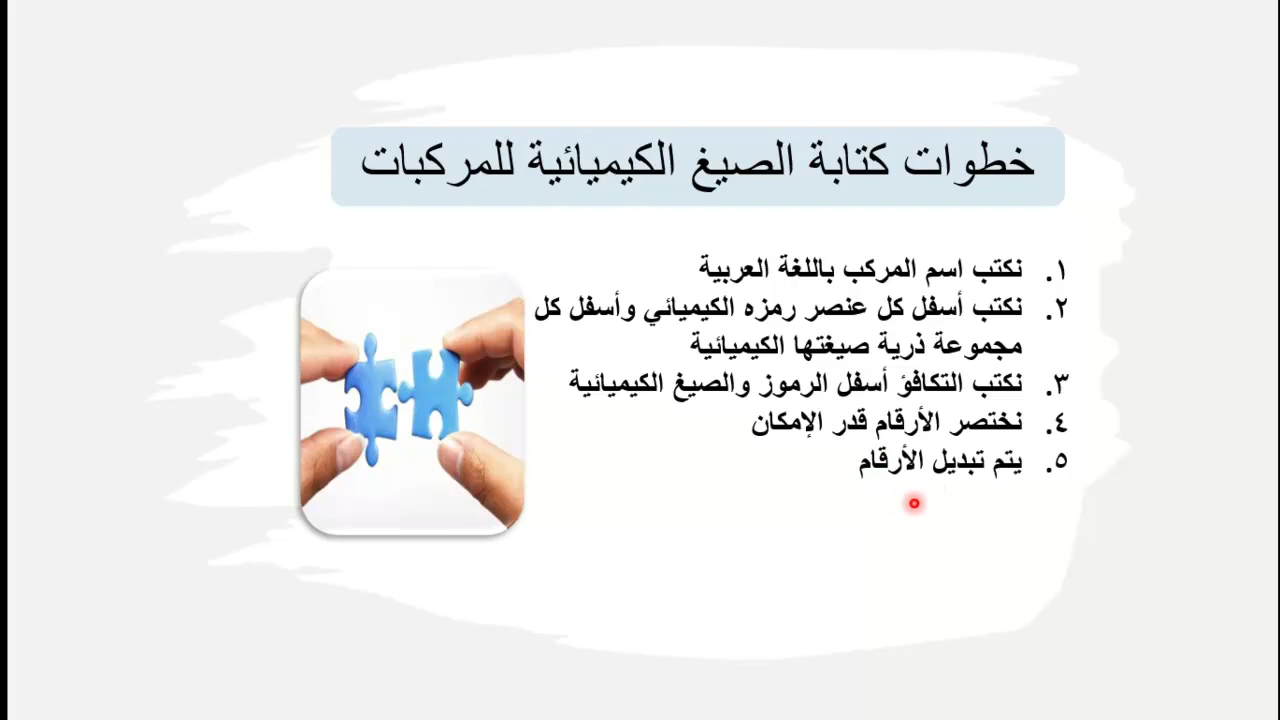 خطوات كتابة الصيغ الكيميائية للمركبات
١. نكتب اسم المركب باللغة العربية
٢. نكتب أسفل كل عنصر رمزه الكيميائي وأسفل كل
مجموعة ذرية صيغتها الكيميائية
٣. نكتب التكافؤ أسفل الرموز والصيغ الكيميائية
٤. نختصر الأرقام قدر الإمكان
٥. يتم تبديل الأرقام